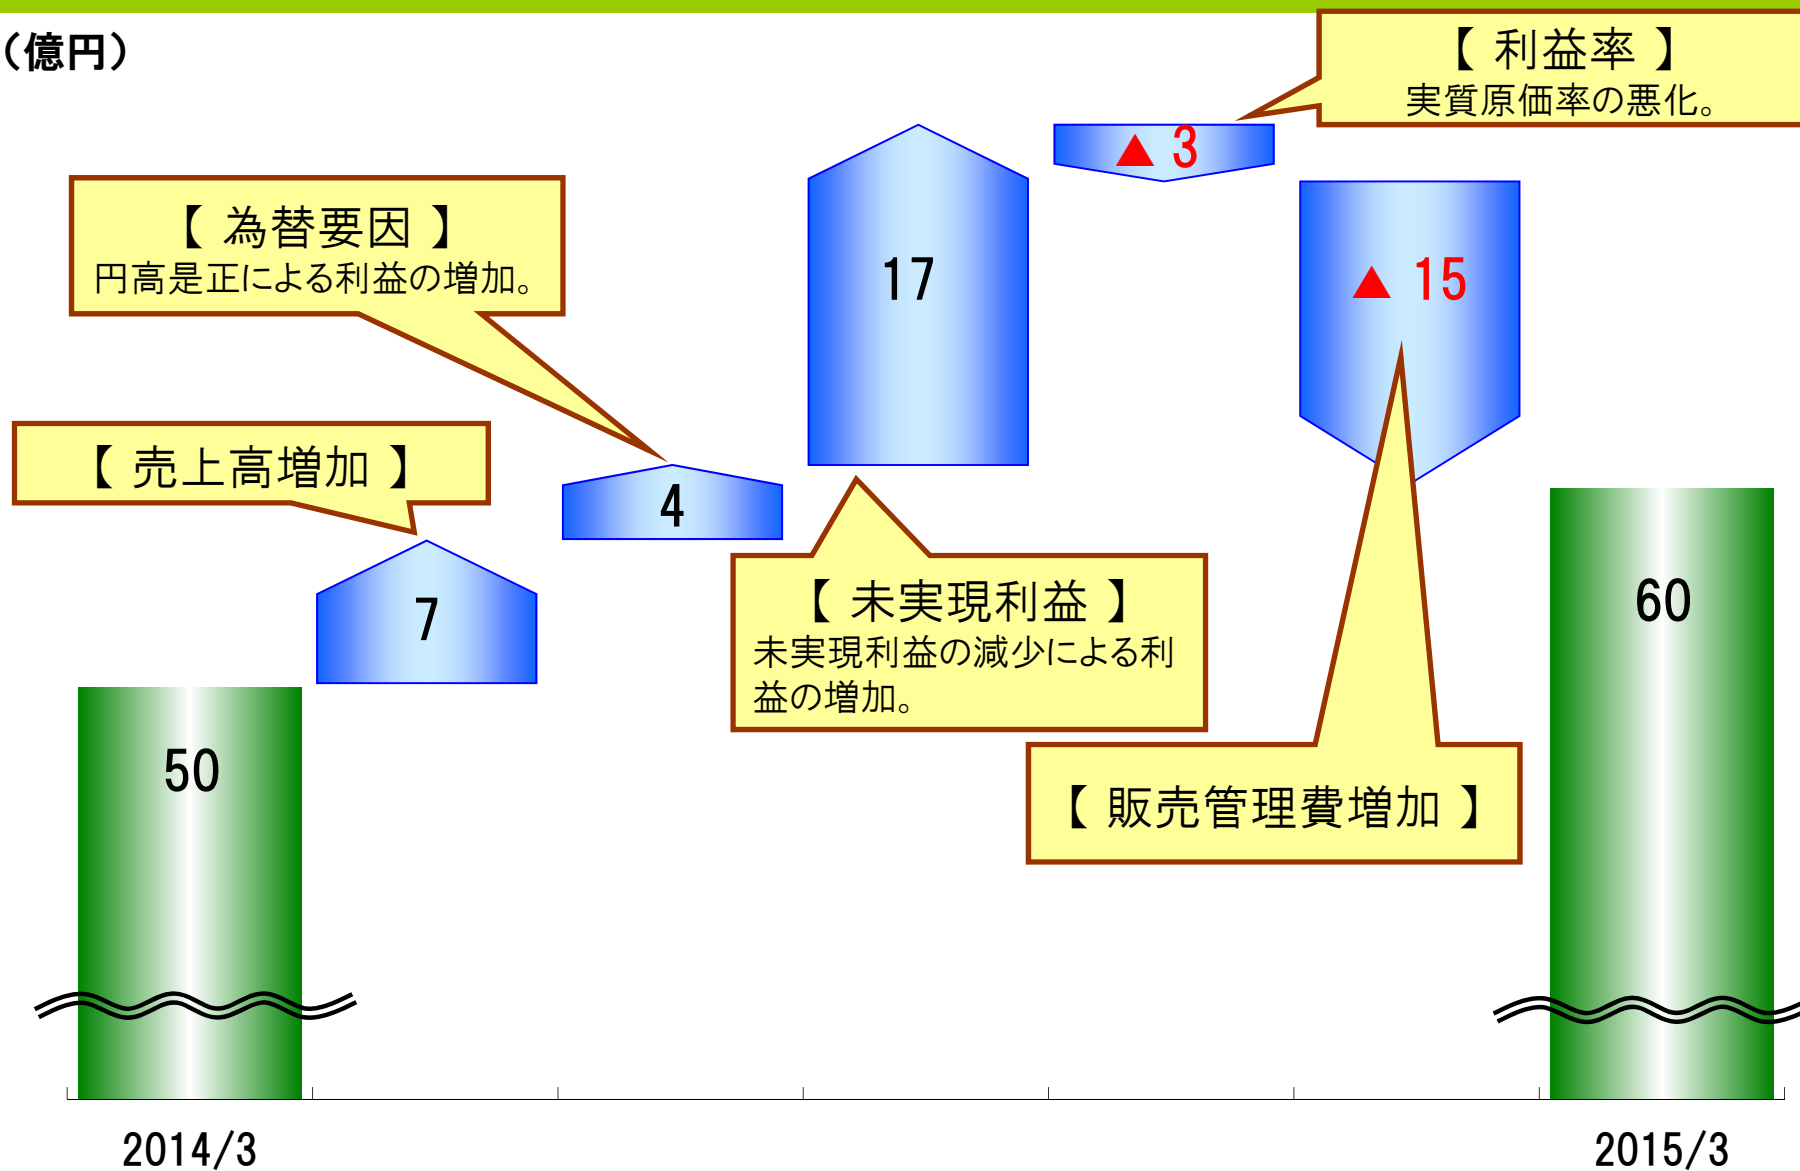 (億円)
【 利益率 】
実質原価率の悪化。
▲ 3
【 為替要因 】
円高是正による利益の増加。
17
▲ 15
【 売上高増加 】
4
7
【 未実現利益 】
未実現利益の減少による利
益の増加。
60
50
【 販売管理費増加 】
2014/3
2015/3